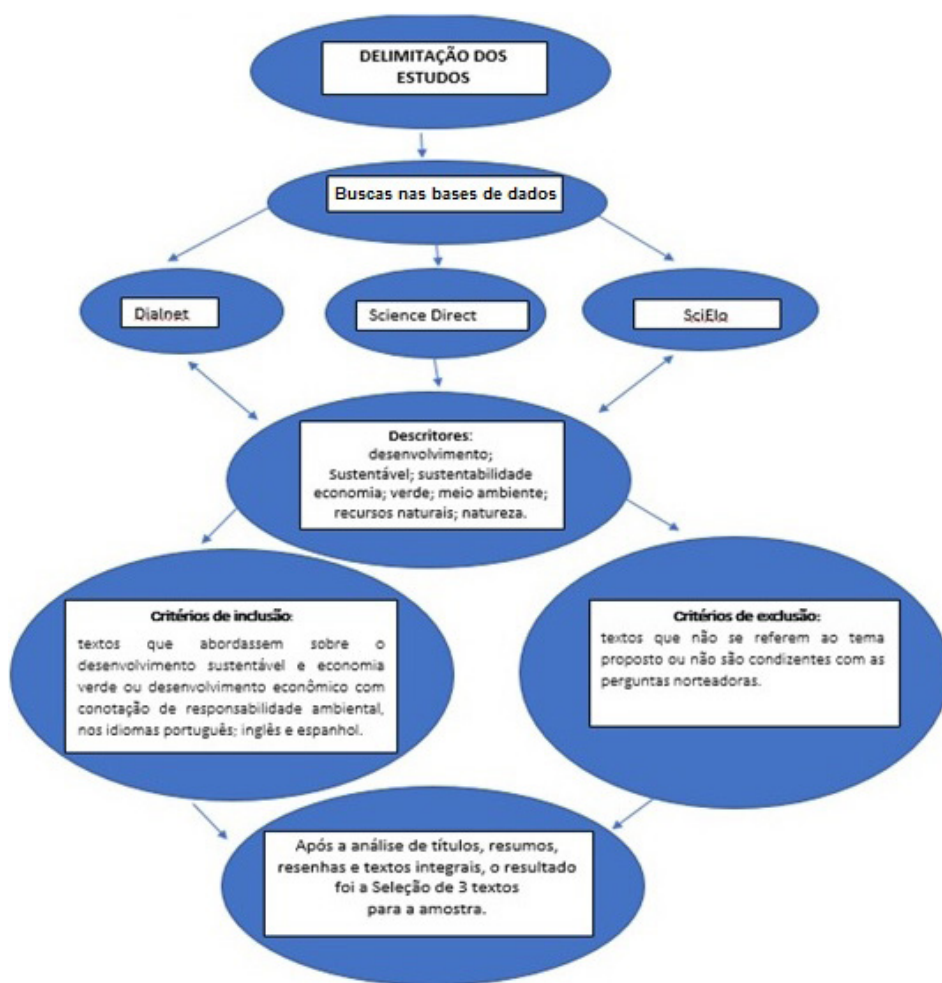 DELIMITAÇÃO DOS
ESTUDOS
Buscas nas bases de dados
Dialnet
Science Direct
SciElo
Descritores:
desenvolvimento;
Sustentável; sustentabilidade
economia; verde; meio ambiente;
recursos naturais; natureza.
Critérios de inclusão:
textos que abordassem sobre o
desenvolvimento sustentável e economia
verde ou desenvolvimento econômico com
conotação de responsabilidade ambiental,
nos idiomas português; inglês e espanhol.
Critérios de exclusão:
textos que não se referem ao tema
proposto ou não são condizentes com as
perguntas norteadoras.
Após a análise de títulos, resumos,
resenhas e textos integrais, o resultado
foi a Seleção de 3 textos
para a amostra.